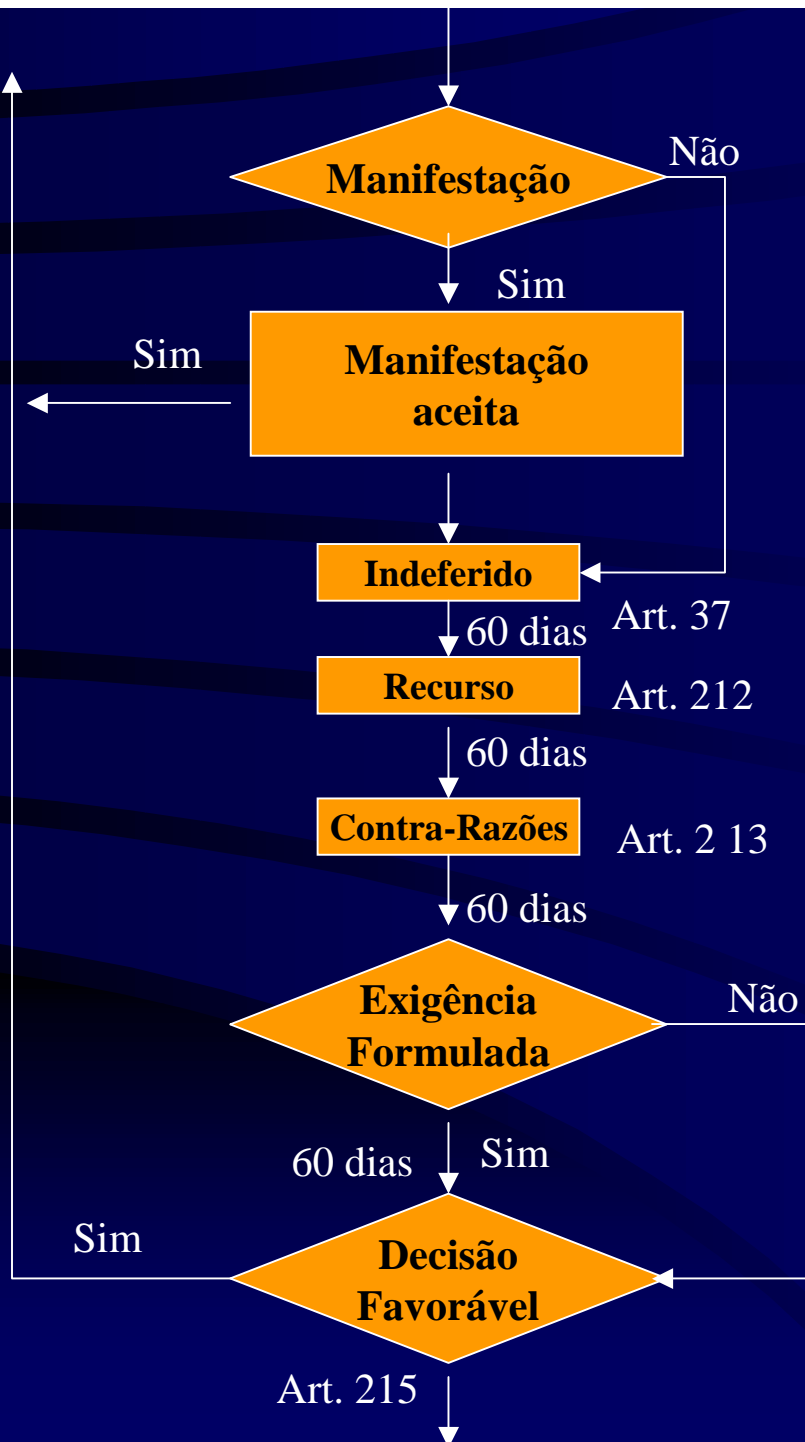 Não
Manifestação
Sim
Sim
Manifestação
aceita
Indeferido
Art. 37
60 dias
Recurso
Art. 212
60 dias
Contra-Razões
Art. 2 13
60 dias
Não
Exigência
Formulada
60 dias
Sim
Sim
Decisão
Favorável
Art. 215